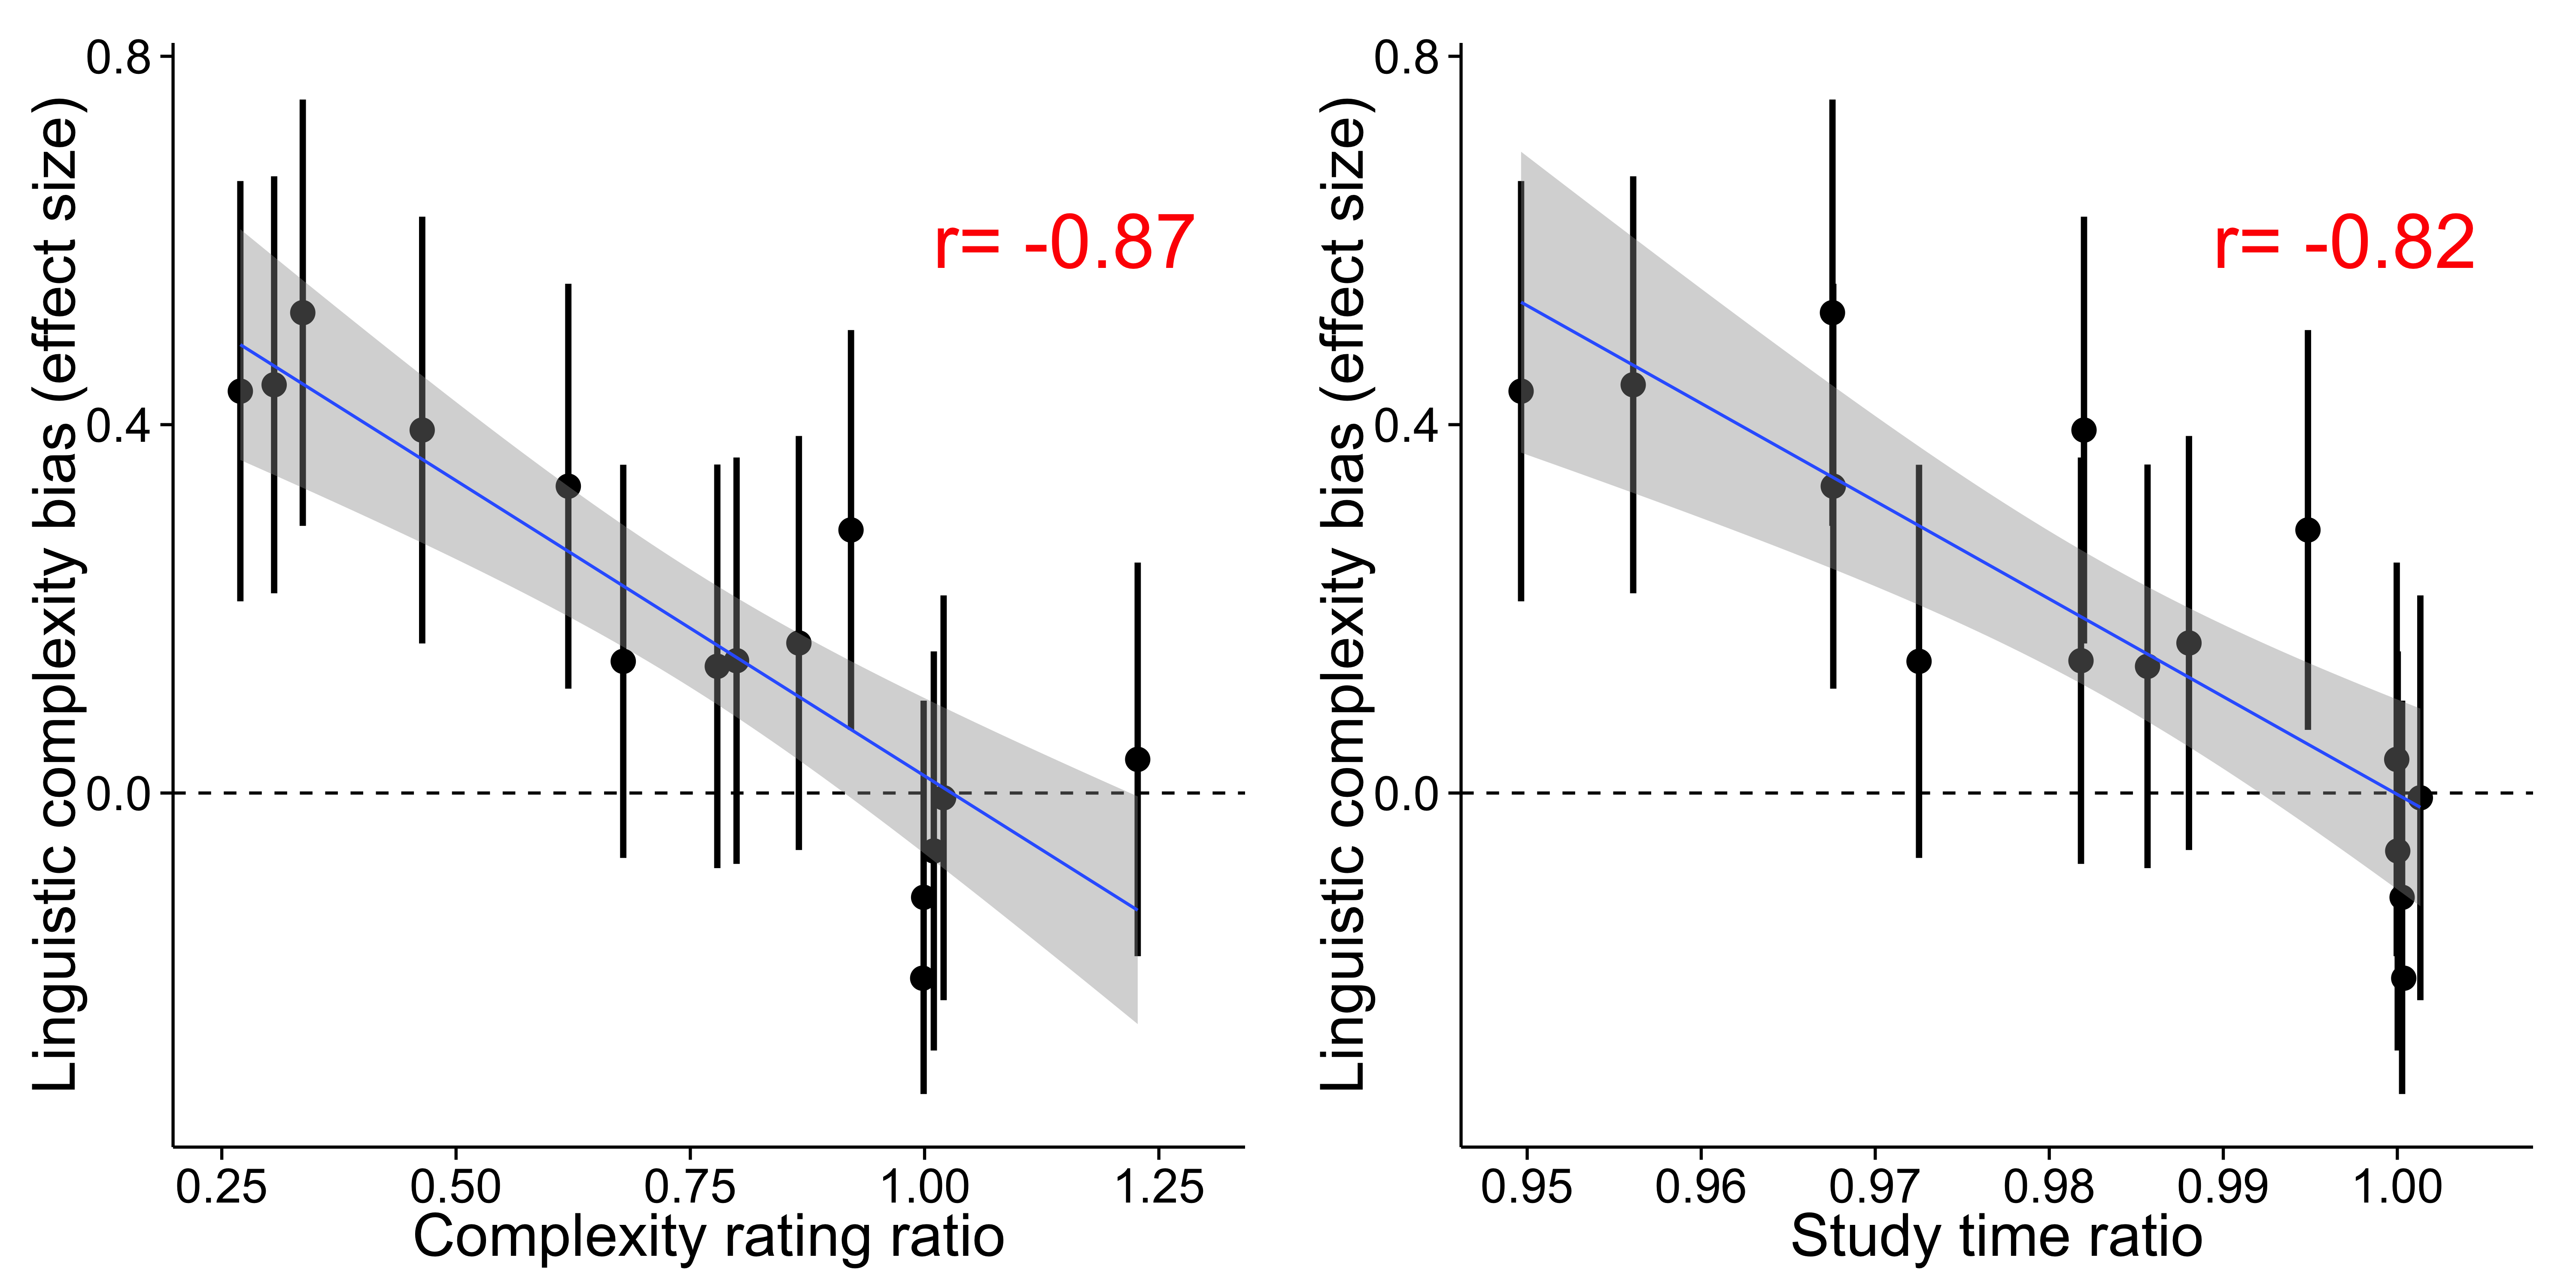 Linguistic complexity bias (effect size)
0.8
0.4
0.0
r= -0.87
0.25 0.50 0.75 1.00 1.25
Complexity rating ratio
Linguistic complexity bias (effect size)
0.8
0.4
0.0
r= -0.82
0.95 0.96 0.97 0.98 0.99 1.00
Study time ratio